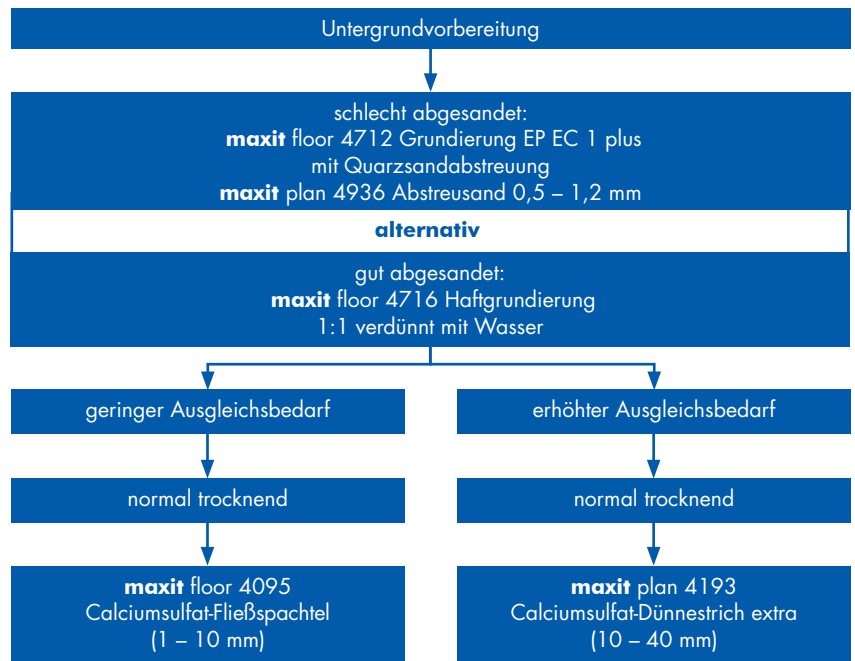 Untergrundvorbereitung
schlecht abgesandet:
maxit floor 4712 Grundierung EP EC 1 plus
mit Quarzsandabstreuung
maxit plan 4936 Abstreusand 0,5 – 1,2 mm
alternativ
gut abgesandet:
maxit floor 4716 Haftgrundierung
1:1 verdünnt mit Wasser
geringer Ausgleichsbedarf
erhöhter Ausgleichsbedarf
normal trocknend
normal trocknend
maxit floor 4095
Calciumsulfat-Fließspachtel
(1 – 10 mm)
maxit plan 4193
Calciumsulfat-Dünnestrich extra
(10 – 40 mm)